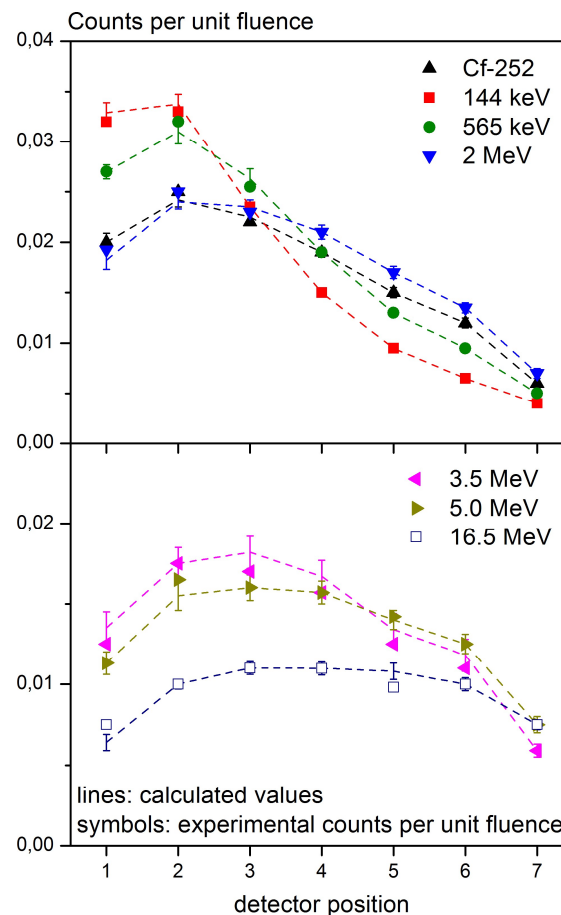 Counts per unit fluence
0,04
0,03
0,02
0,01
0,00
Cf-252
144 keV
565 keV
2 MeV
0,02
0,01
0,00
3.5 MeV
5.0 MeV
16.5 MeV
lines: calculated values
symbols: experimental counts per unit fluence
1 2 3 4 5 6 7
detector position